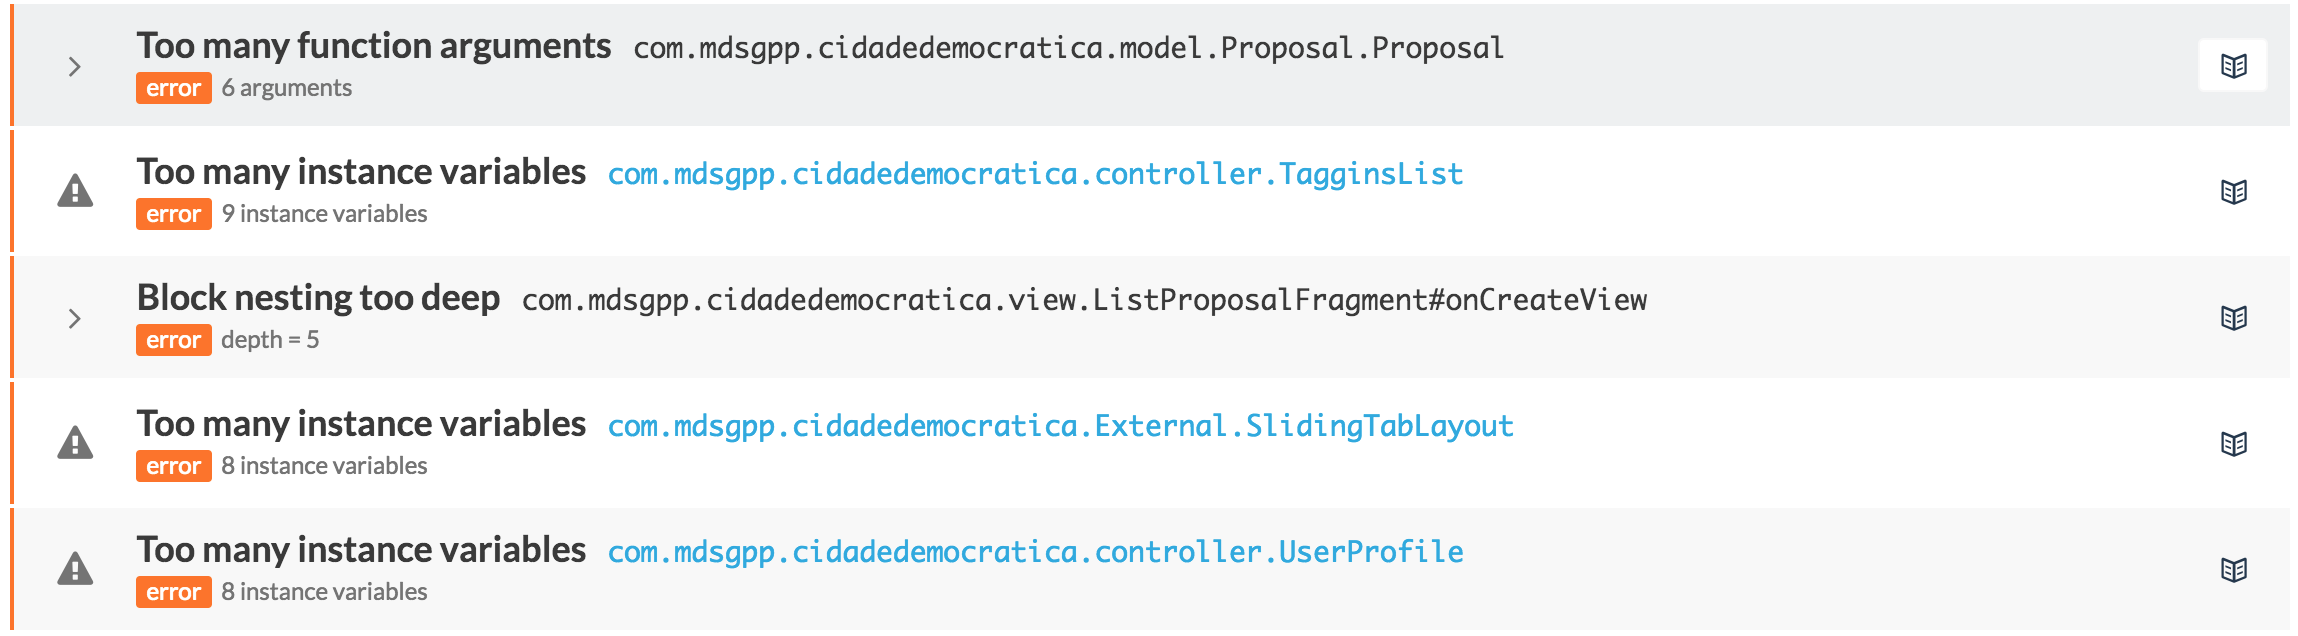 Too many function arguments com.mdsgpp.cidadedemocratica.model.Proposal.Proposal
error 6 arguments
Too many instance variables com.mdsgpp.cidadedemocratica.controller.TagginsList
error 9 instance variables
Block nesting too deep com.mdsgpp.cidadedemocratica.view.ListProposalFragment#onCreateView
error depth = 5
Too many instance variables com.mdsgpp.cidadedemocratica.External.SlidingTabLayout
error 8 instance variables
Too many instance variables com.mdsgpp.cidadedemocratica.controller.UserProfile
error 8 instance variables